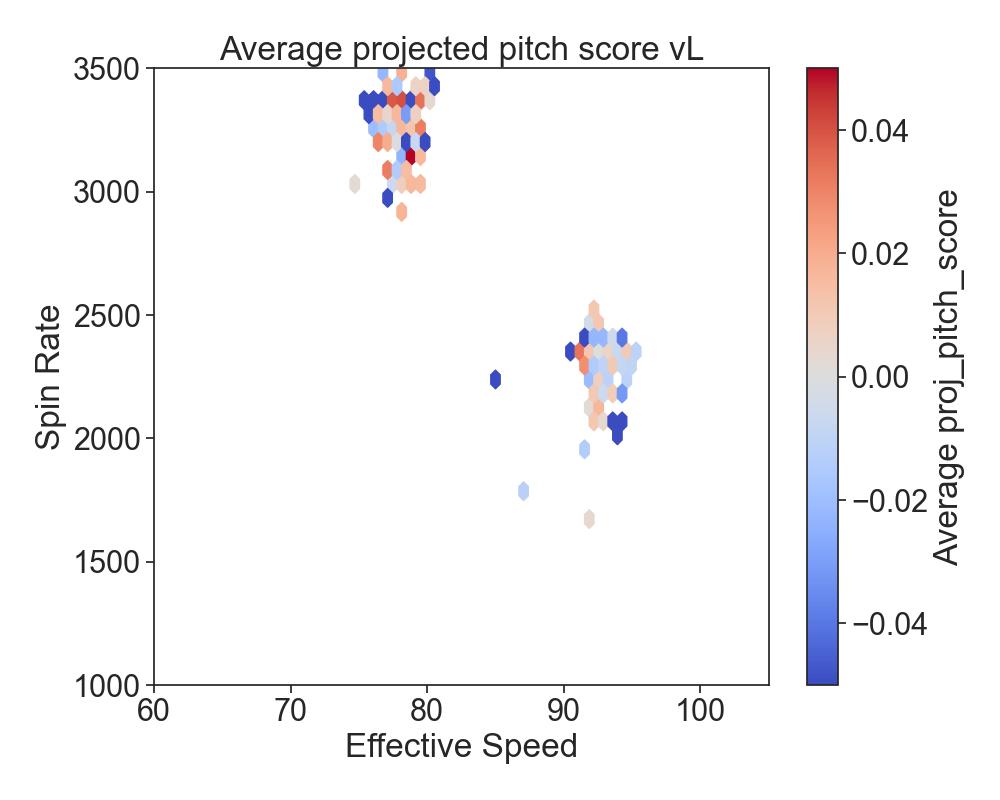 Average projected pitch score vL
3500
3000
2500
2000
1500
1000
Spin Rate
60 70 80 90 100
Effective Speed
0.04
0.02
0.00
−0.02
−0.04
Average proj_pitch_score